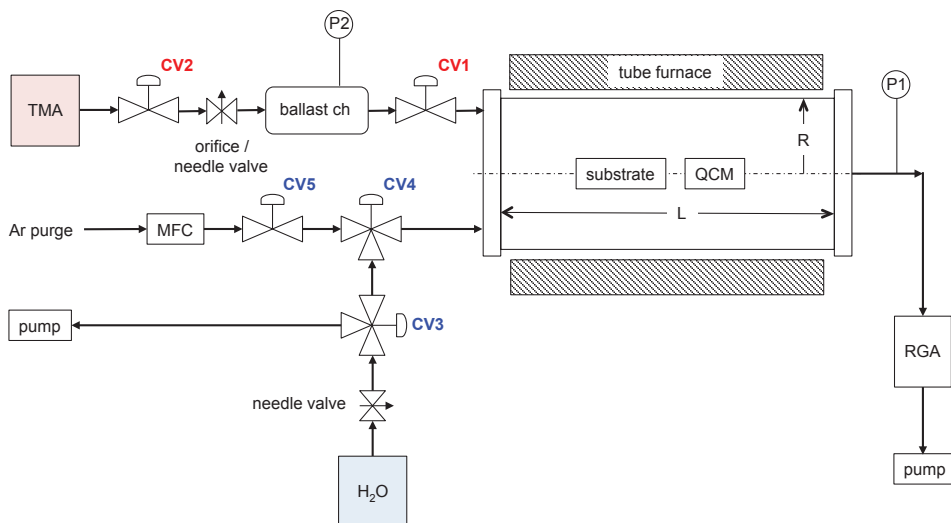 P2
CV2
CV1
tube furnace
P1
TMA
ballast ch
R
orifice /
needle valve
substrate
QCM
CV5
CV4
L
Ar purge
MFC
pump
CV3
RGA
needle valve
pump
H₂O